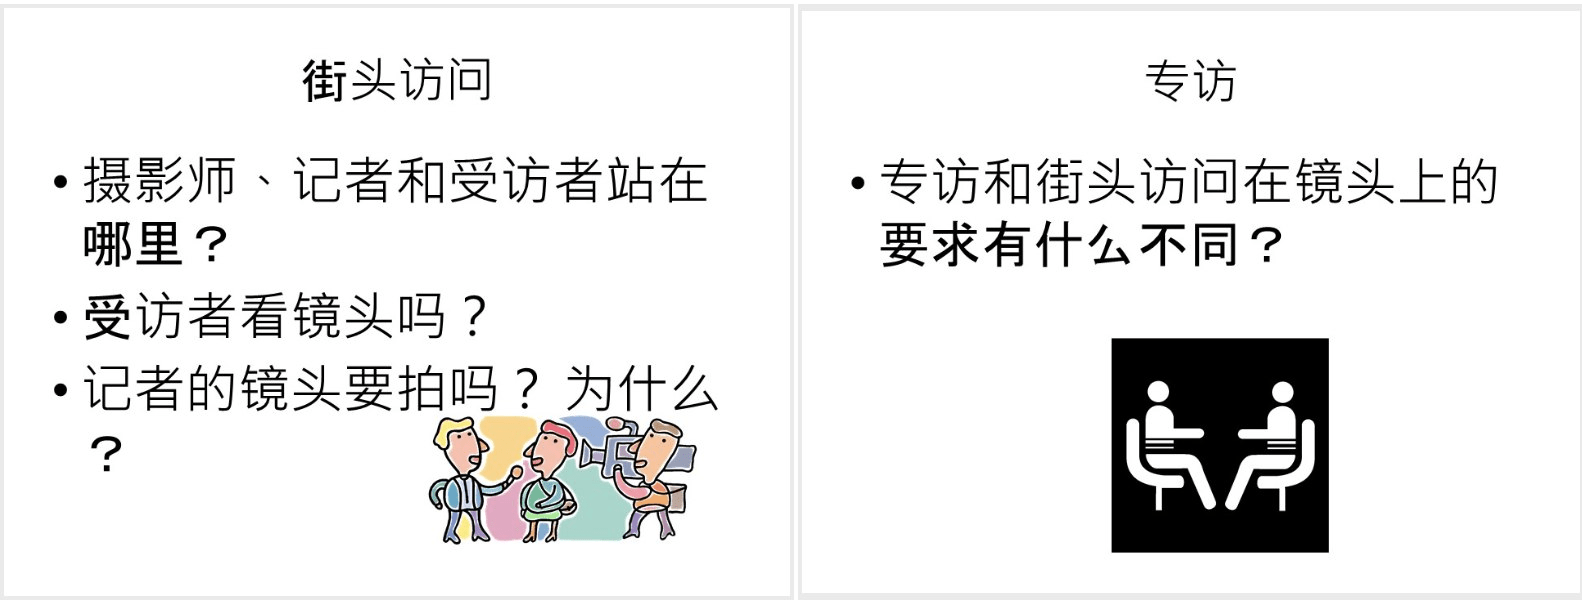 街头访问
• 摄影师、记者和受访者站在
哪里？
• 受访者看镜头吗？
• 记者的镜头要拍吗？ 为什么
？
专访
• 专访和街头访问在镜头上的
要求有什么不同？